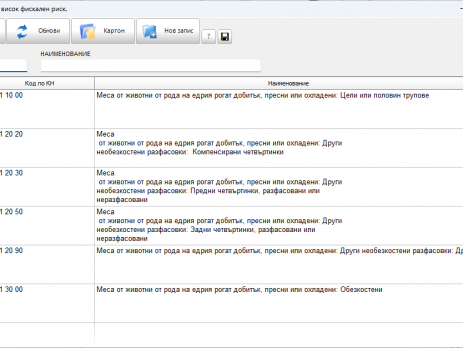 висок фискален риск.
Обнови
Картон
Нов запис
?
НАИМЕНОВАНИЕ
Код по КН
Наименование
1 10 00
Меса от животни от рода на едрия рогат добитък, пресни или охладени: Цели или половин трупове
1 20 20
Меса
от животни от рода на едрия рогат добитък, пресни или охладени: Други
необезкостени разфасовки: Компенсирани четвъртинки
1 20 30
Меса
от животни от рода на едрия рогат добитък, пресни или охладени: Други
необезкостени разфасовки: Предни четвъртинки, разфасовани или
неразфасовани
1 20 50
Меса
от животни от рода на едрия рогат добитък, пресни или охладени: Други
необезкостени разфасовки: Задни четвъртинки, разфасовани или
неразфасовани
1 20 90
Меса от животни от рода на едрия рогат добитък, пресни или охладени: Други необезкостени разфасовки: Др
1 30 00
Меса от животни от рода на едрия рогат добитък, пресни или охладени: Обезкостени